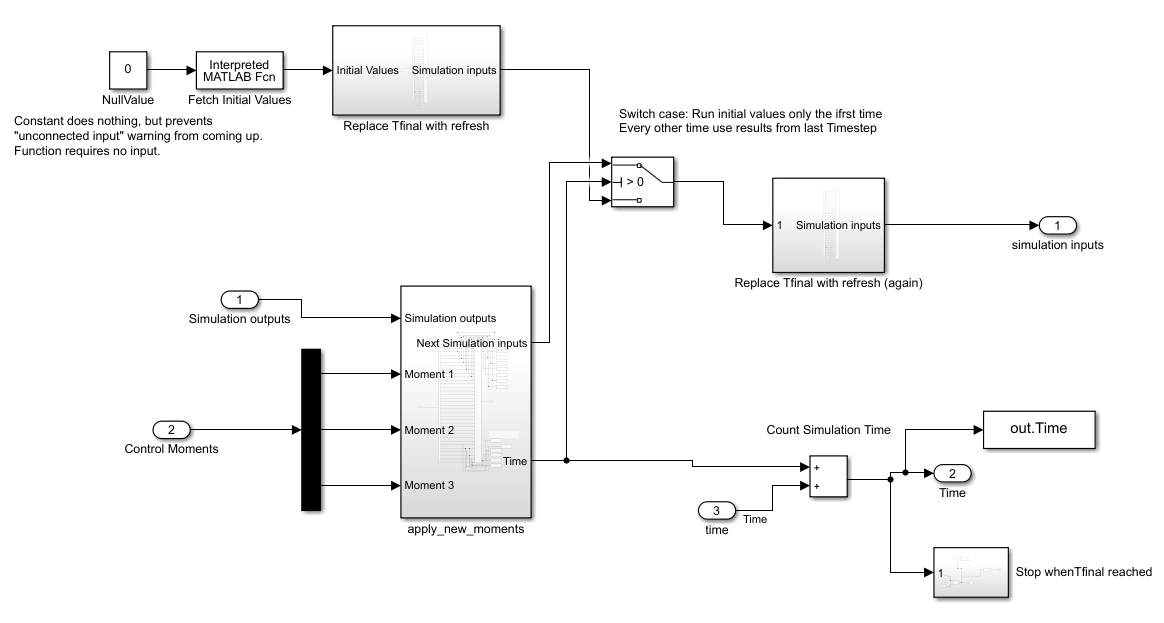 0
NullValue
Interpreted
MATLAB Fcn
Fetch Initial Values
Initial Values
Simulation inputs
Replace Tfinal with refresh
Constant does nothing, but prevents
"unconnected input" warning from coming up.
Function requires no input.
Switch case: Run initial values only the ifrst time
Every other time use results from last Timestep
> 0
1
Simulation inputs
Replace Tfinal with refresh (again)
1
simulation inputs
1
Simulation outputs
2
Control Moments
Simulation outputs
Next Simulation inputs
Moment 1
Moment 2
Time
Moment 3
apply_new_moments
Count Simulation Time
+
+
3
time
Time
out.Time
2
Time
1
Stop whenTfinal reached